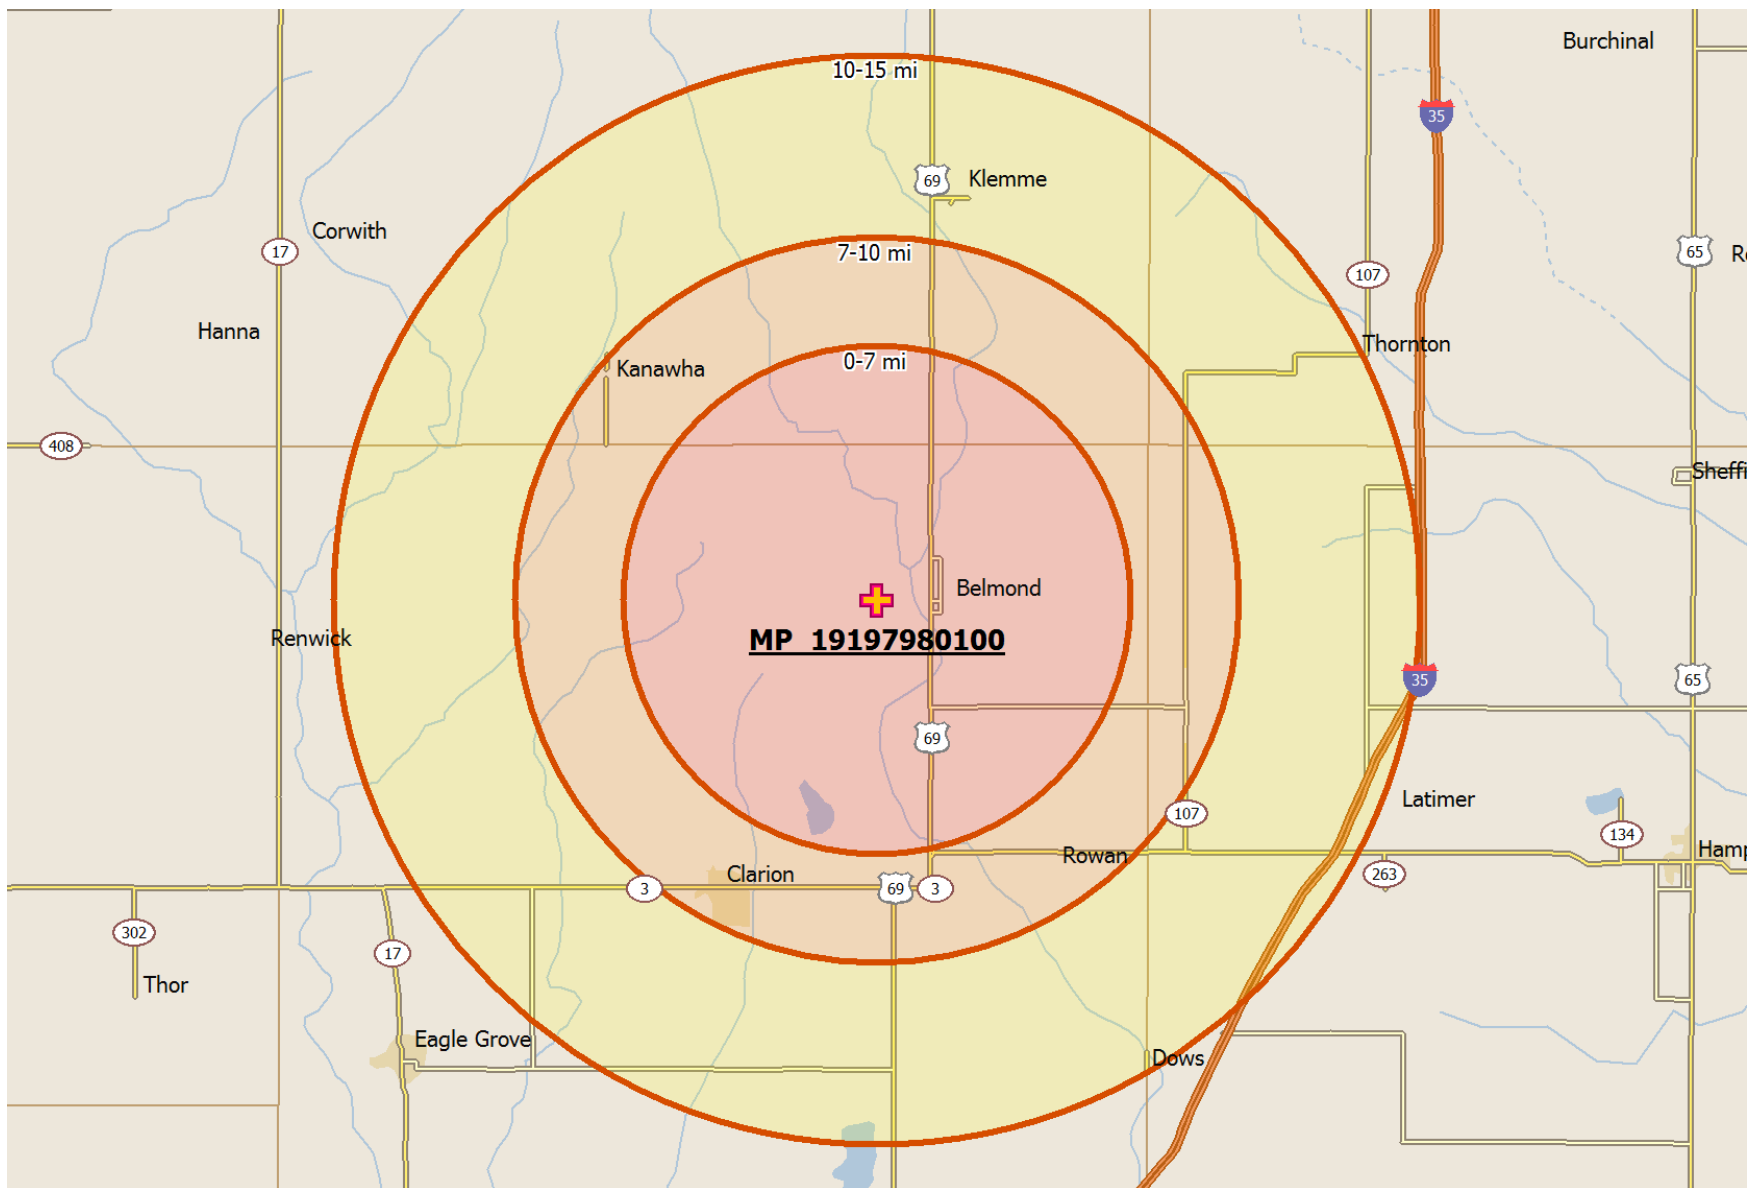 Burchinal
10-15 mi
35
69
Klemme
Corwith
17
7-10 mi
65
107
Hanna
Thornton
0-7 mi
Kanawha
408
Belmond
MP_19197980100
Renwick
35
65
69
Latimer
107
134
Rowan
Clarion
263
3
69
3
302
17
Thor
Eagle Grove
Dows